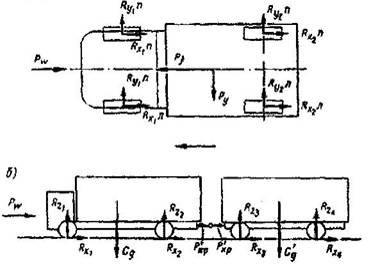 Ry₁п
Ry₂п
Rx₁п
Rx₂п
Pw
Pj
Ry₁л
Py
Ry₂л
Rx₁л
Rx₂л
б)
Rz₁
Rz₂
Rz₃
Rz₄
Pw
Gg
Rx₁
Rx₂
P'кр
P'кр
Rx₃
G'g
Rx₄